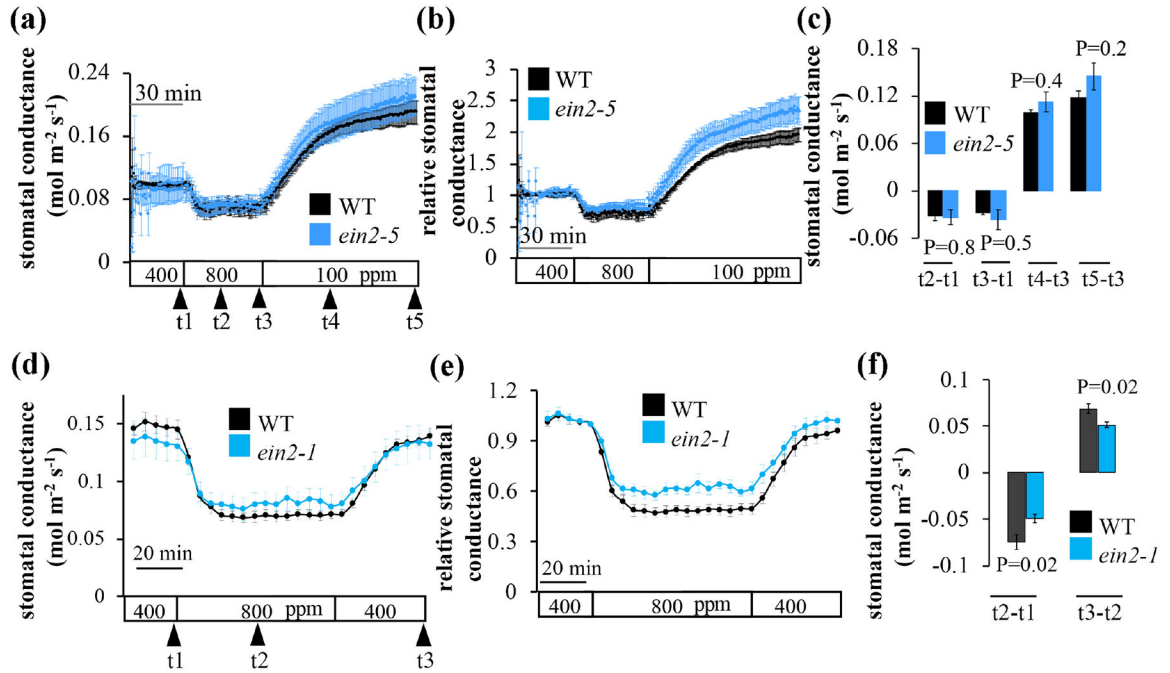 (a)
stomatal conductance
(mol m⁻² s⁻¹)
0.24
0.16
0.08
0
30 min
WT
ein2-5
400
800
100 ppm
t1
t2
t3
t4
t5
(b)
relative stomatal
conductance
3
2.5
2
1.5
1
0.5
0
WT
ein2-5
30 min
400
800
100 ppm
(c)
stomatal conductance
(mol m⁻² s⁻¹)
0.18
0.12
0.06
0
-0.06
WT
ein2-5
P=0.8
P=0.5
P=0.4
P=0.2
t2-t1
t3-t1
t4-t3
t5-t3
(d)
stomatal conductance
(mol m⁻² s⁻¹)
0.15
0.1
0.05
0
WT
ein2-1
20 min
400
800 ppm
400
t1
t2
t3
(e)
relative stomatal
conductance
1.2
0.9
0.6
0.3
0
WT
ein2-1
20 min
400
800 ppm
400
(f)
stomatal conductance
(mol m⁻² s⁻¹)
0.1
0.05
0
-0.05
-0.1
P=0.02
P=0.02
WT
ein2-1
t2-t1
t3-t2